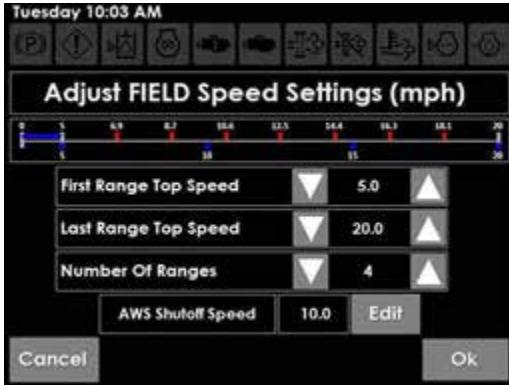 Tuesday 10:03 AM
(P)
Adjust FIELD Speed Settings (mph)
0 5 6.9 8.7 10.6 12.5 14.4 16.3 18.1 20
5 10 15 20
First Range Top Speed 5.0
Last Range Top Speed 20.0
Number Of Ranges 4
AWS Shutoff Speed 10.0 Edit
Cancel Ok